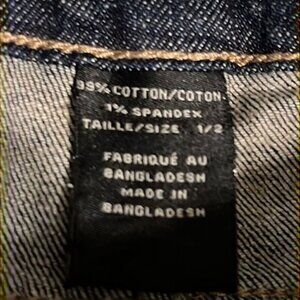 99% COTTON/COTON
1% SPANDEX
TAILLE/SIZE 1/2
FABRIQUÉ AU
BANGLADESH
MADE IN
BANGLADESH